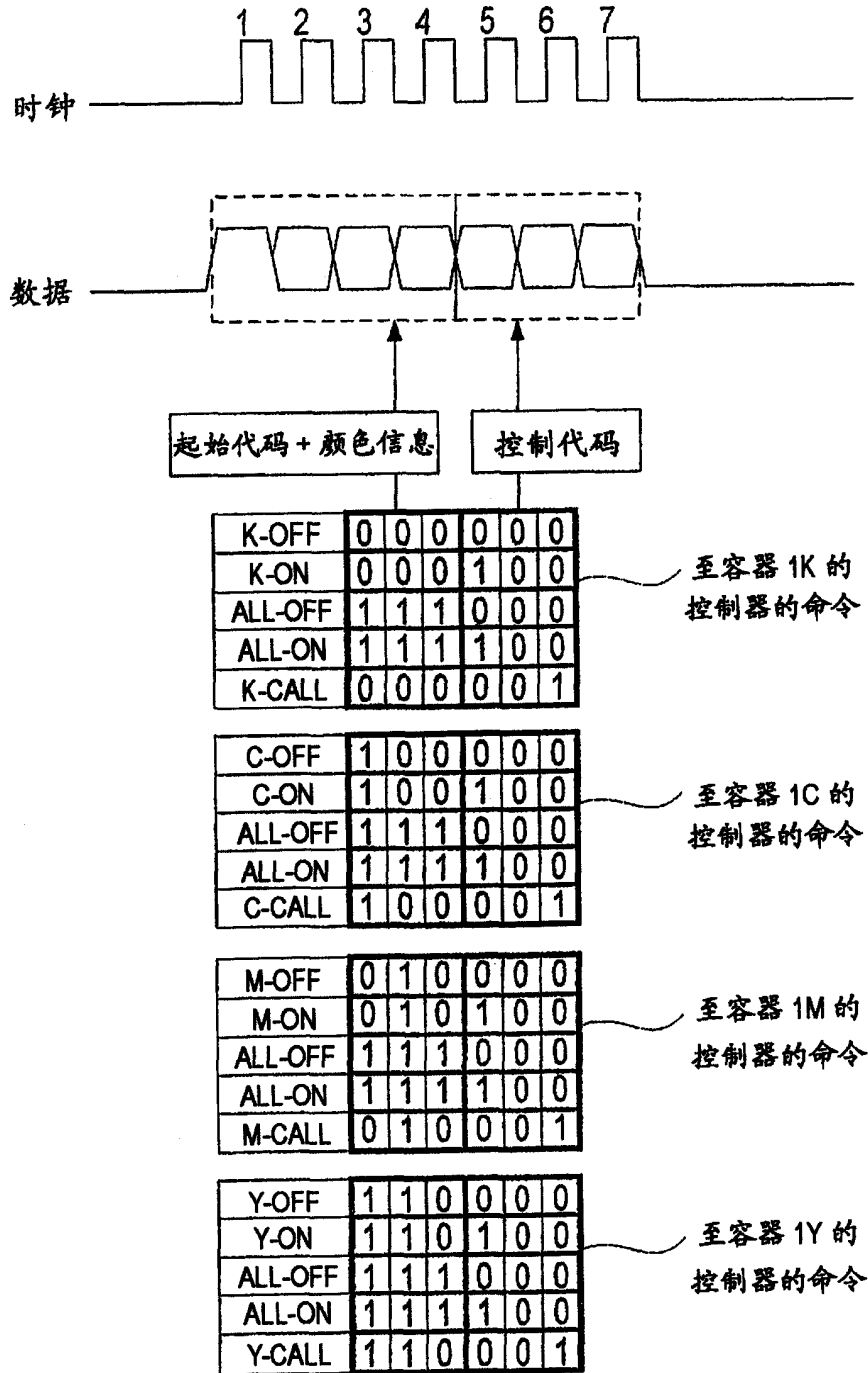 1 2 3 4 5 6 7
时钟
数据
起始代码 + 颜色信息
控制代码
K-OFF 0 0 0 0 0 0
K-ON 0 0 0 1 0 0
ALL-OFF 1 1 1 0 0 0
ALL-ON 1 1 1 1 0 0
K-CALL 0 0 0 0 0 1
至容器 1K 的
控制器的命令
C-OFF 1 0 0 0 0 0
C-ON 1 0 0 1 0 0
ALL-OFF 1 1 1 0 0 0
ALL-ON 1 1 1 1 0 0
C-CALL 1 0 0 0 0 1
至容器 1C 的
控制器的命令
M-OFF 0 1 0 0 0 0
M-ON 0 1 0 1 0 0
ALL-OFF 1 1 1 0 0 0
ALL-ON 1 1 1 1 0 0
M-CALL 0 1 0 0 0 1
至容器 1M 的
控制器的命令
Y-OFF 1 1 0 0 0 0
Y-ON 1 1 0 1 0 0
ALL-OFF 1 1 1 0 0 0
ALL-ON 1 1 1 1 0 0
Y-CALL 1 1 0 0 0 1
至容器 1Y 的
控制器的命令